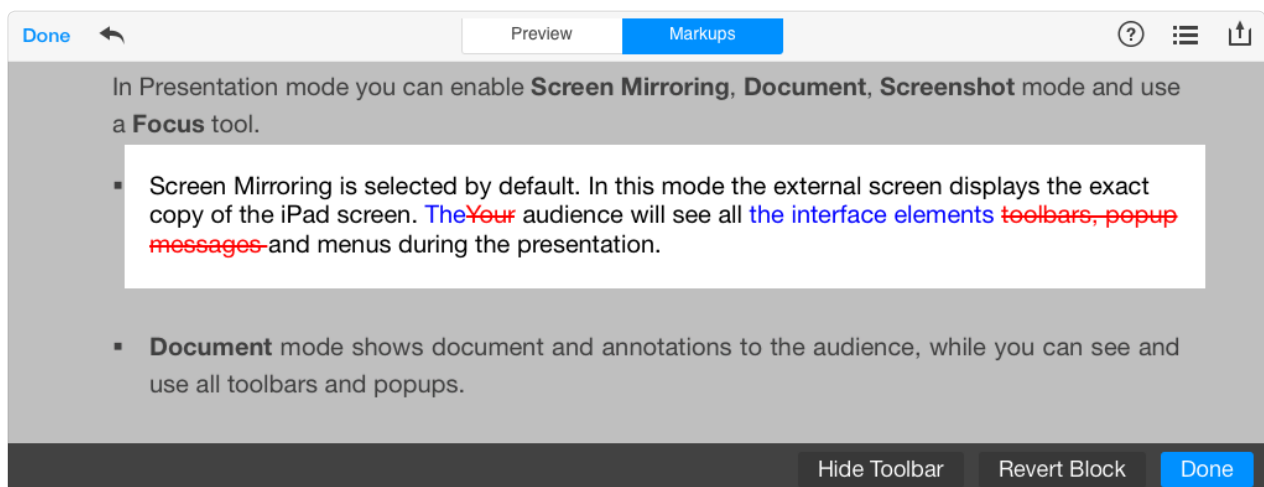 Done Preview Markups ?
In Presentation mode you can enable Screen Mirroring, Document, Screenshot mode and use
a Focus tool.
▪ Screen Mirroring is selected by default. In this mode the external screen displays the exact
copy of the iPad screen. TheYour audience will see all the interface elements toolbars, popup
messages and menus during the presentation.
▪ Document mode shows document and annotations to the audience, while you can see and
use all toolbars and popups.
Hide Toolbar Revert Block Done